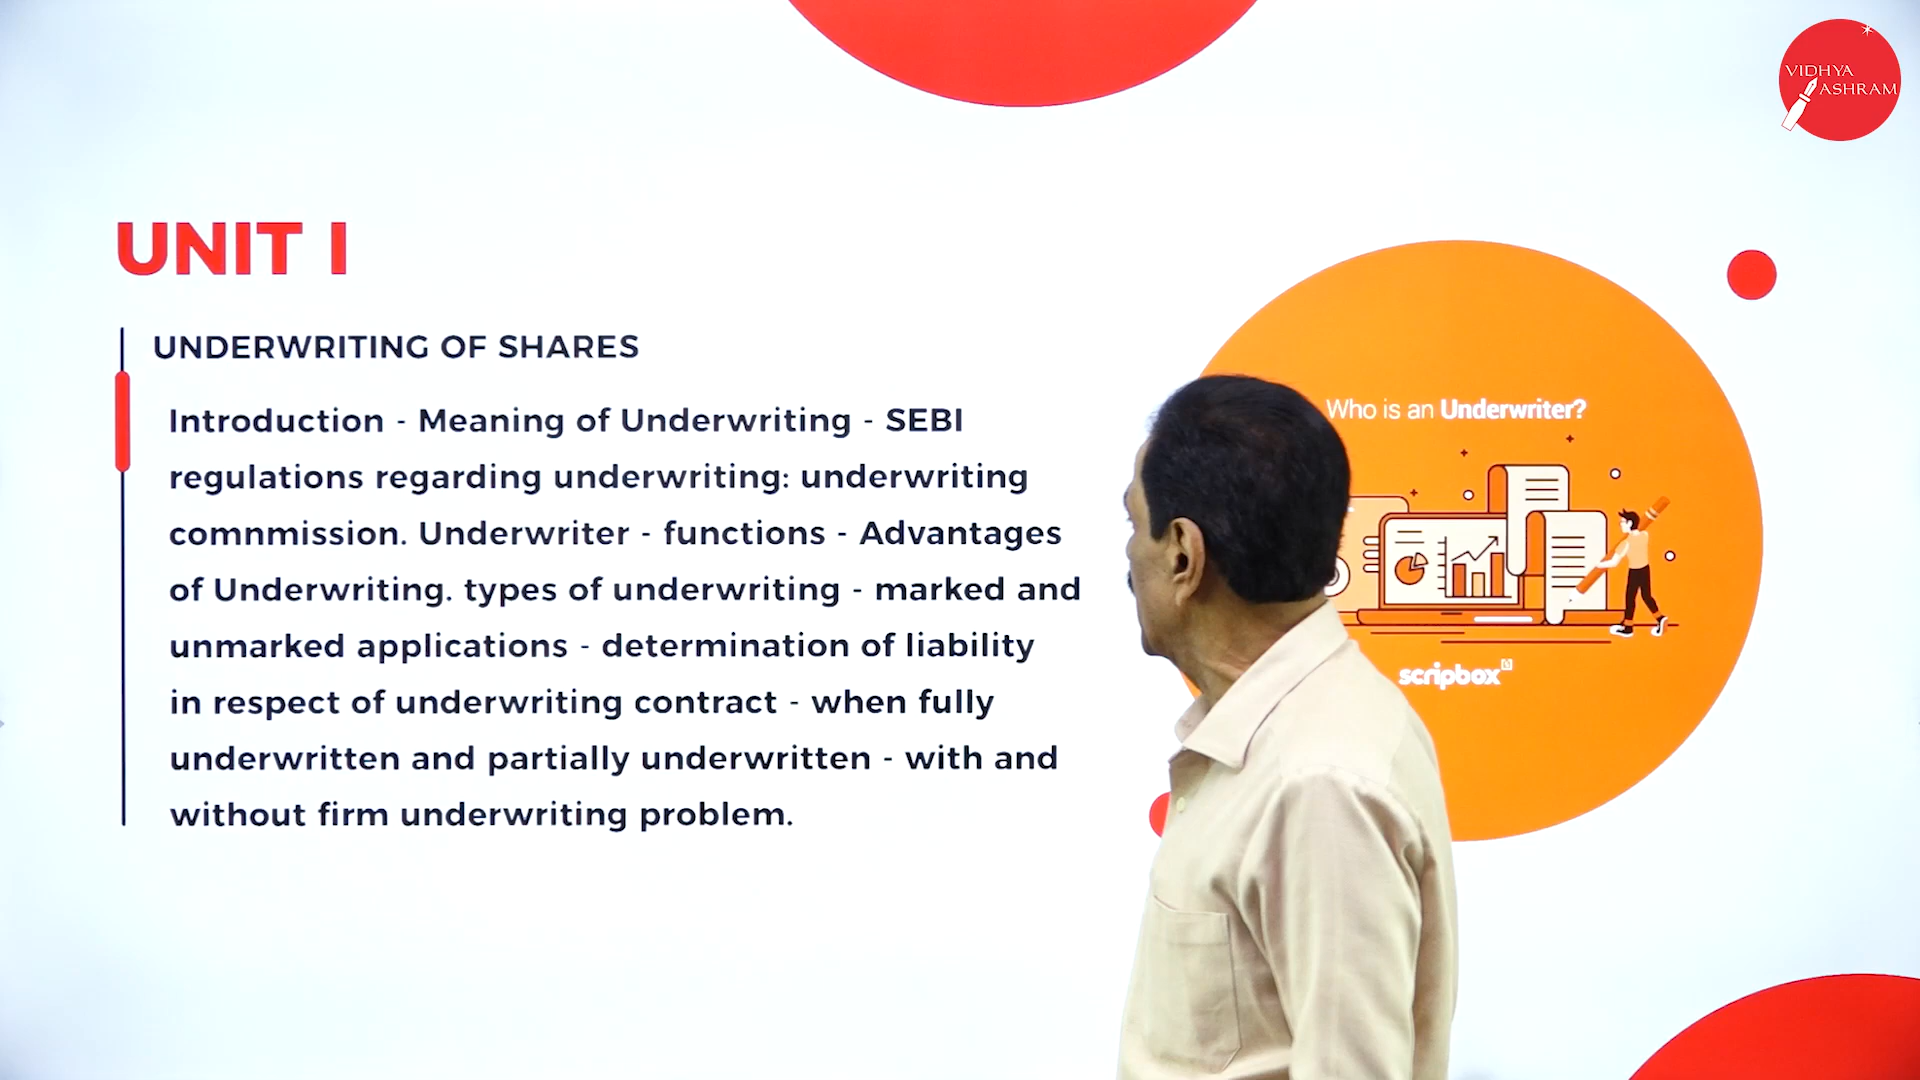 VIDHYA
ASHRAM
UNIT I
UNDERWRITING OF SHARES
Introduction - Meaning of Underwriting - SEBI
regulations regarding underwriting: underwriting
comnmission. Underwriter - functions - Advantages
of Underwriting. types of underwriting - marked and
unmarked applications - determination of liability
in respect of underwriting contract - when fully
underwritten and partially underwritten - with and
without firm underwriting problem.
Who is an Underwriter?
scripbox